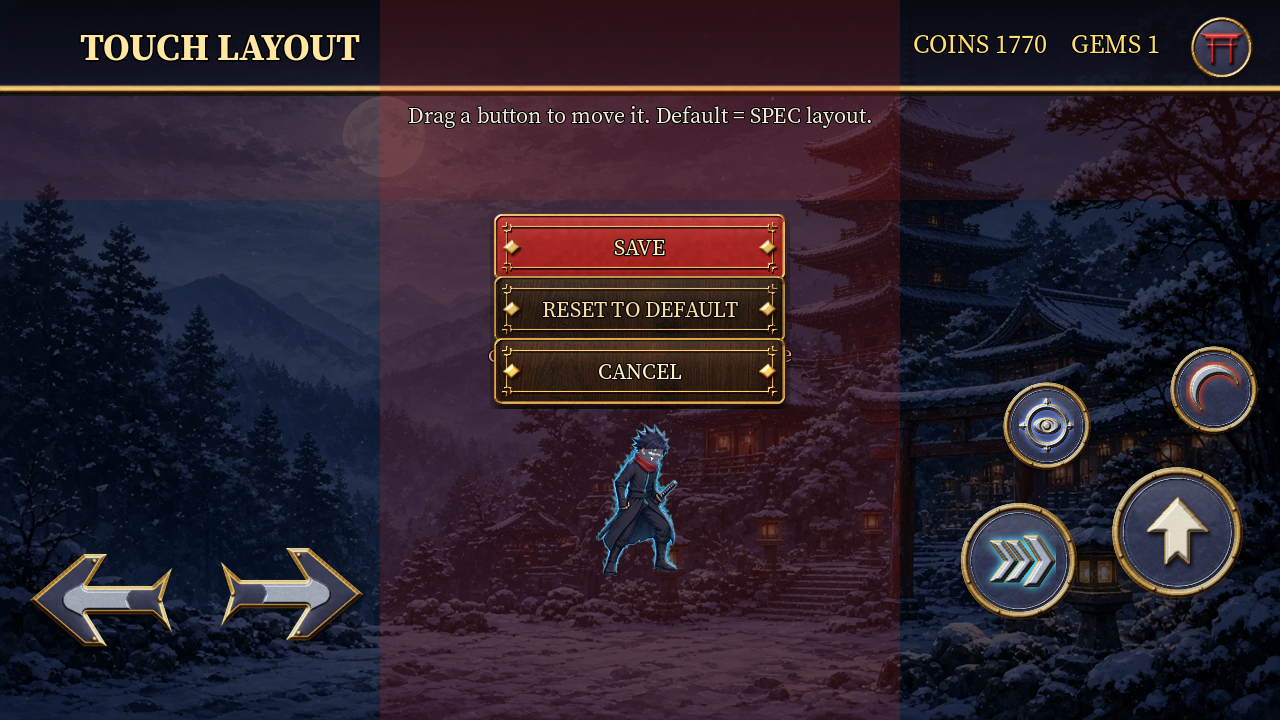 TOUCH LAYOUT
COINS 1770 GEMS 1
Drag a button to move it. Default = SPEC layout.
SAVE
RESET TO DEFAULT
CANCEL